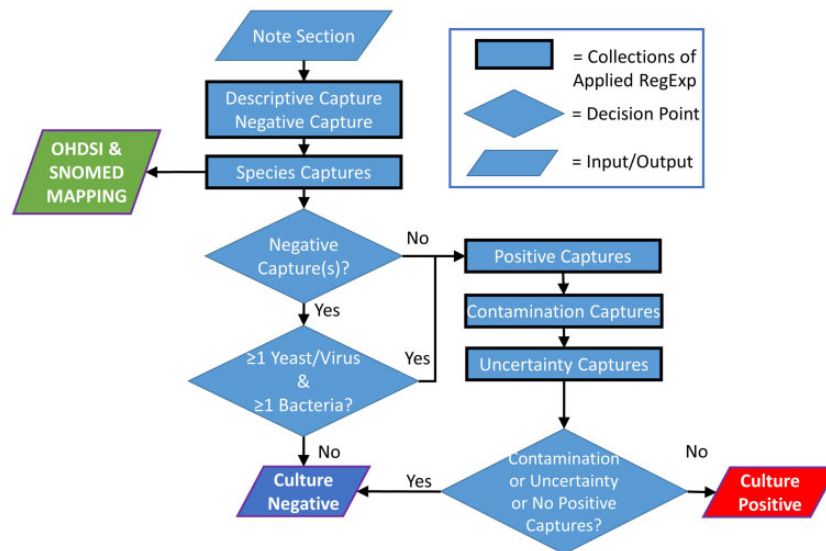 Note Section
= Collections of
Applied RegExp
= Decision Point
= Input/Output
Descriptive Capture
Negative Capture
OHDSI &
SNOMED
MAPPING
Species Captures
Negative
Capture(s)?
No
Yes
Positive Captures
Contamination Captures
Uncertainty Captures
≥1 Yeast/Virus
&
≥1 Bacteria?
Yes
No
Culture
Negative
Yes
Contamination
or Uncertainty
or No Positive
Captures?
No
Culture
Positive